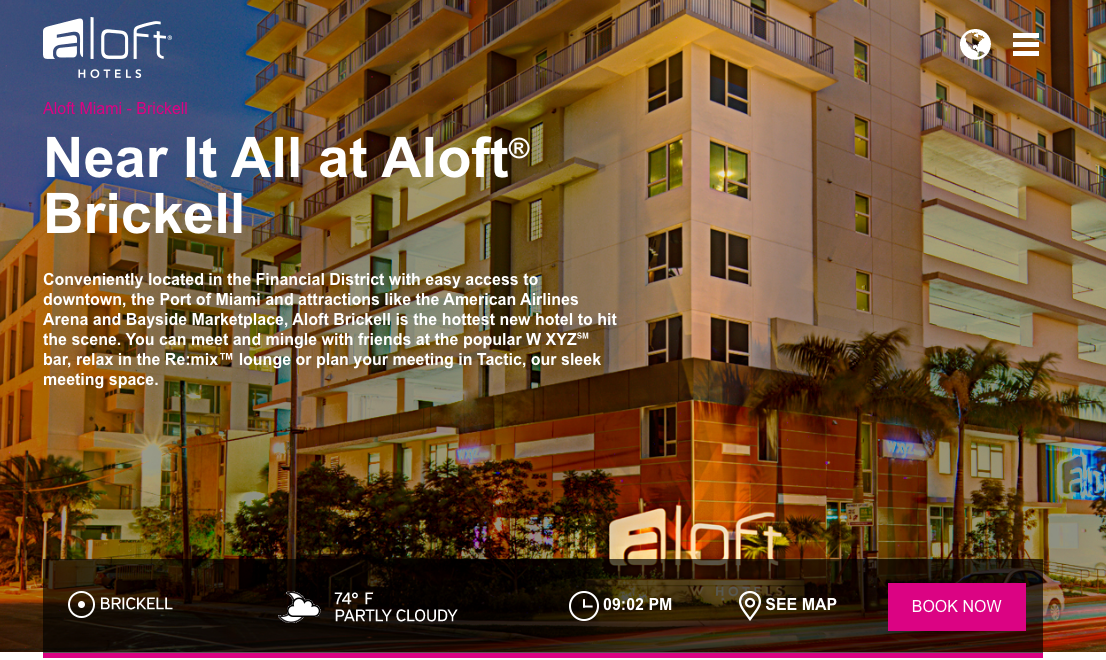 aloft®
HOTELS
Aloft Miami - Brickell
Near It All at Aloft®
Brickell
Conveniently located in the Financial District with easy access to
downtown, the Port of Miami and attractions like the American Airlines
Arena and Bayside Marketplace, Aloft Brickell is the hottest new hotel to hit
the scene. You can meet and mingle with friends at the popular W XYZ℠
bar, relax in the Re:mix™ lounge or plan your meeting in Tactic, our sleek
meeting space.
wxyz
aloft
HOTELS
BRICKELL
74° F
PARTLY CLOUDY
09:02 PM
SEE MAP
BOOK NOW